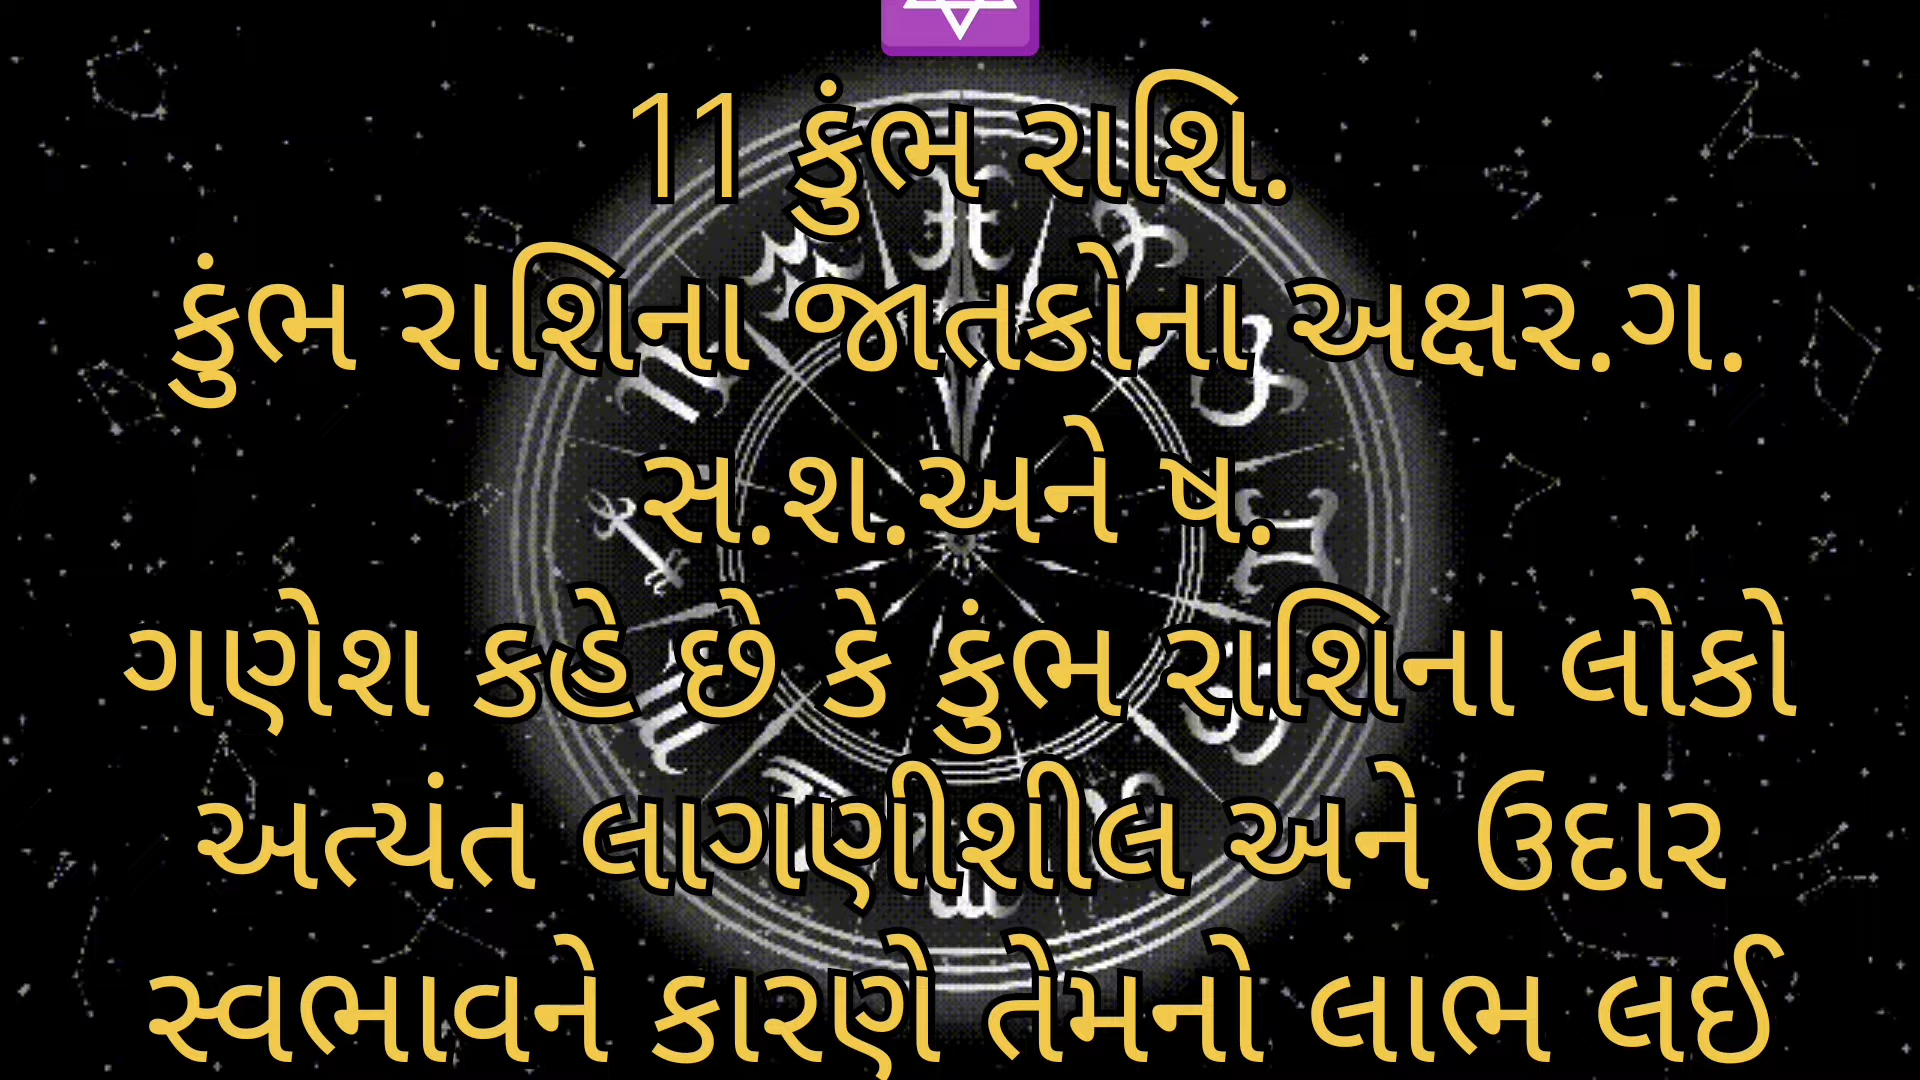 11 કુંભ રાશિ.
કુંભ રાશિના જાતકોના અક્ષર.ગ.
સ.શ.અને ષ.
ગણેશ કહે છે કે કુંભ રાશિના લોકો
અત્યંત લાગણીશીલ અને ઉદાર
સ્વભાવને કારણે તેમનો લાભ લઈ